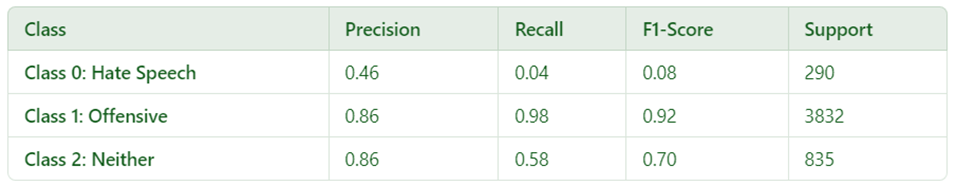 Class Precision Recall F1-Score Support
Class 0: Hate Speech 0.46 0.04 0.08 290
Class 1: Offensive 0.86 0.98 0.92 3832
Class 2: Neither 0.86 0.58 0.70 835